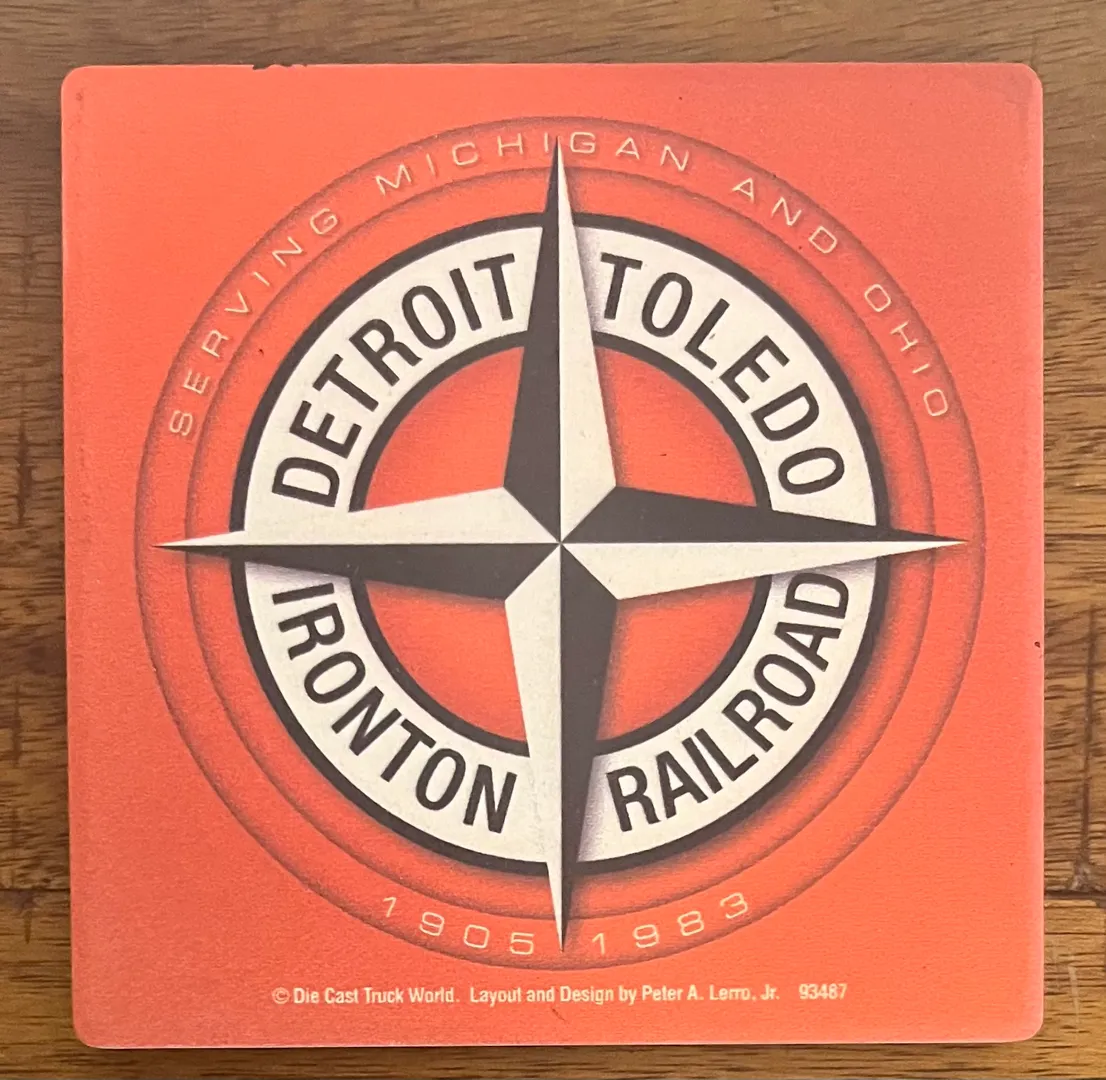 SERVING MICHIGAN AND OHIO
DETROIT TOLEDO
IRONTON RAILROAD
1905 1983
© Die Cast Truck World. Layout and Design by Peter A. Lerro, Jr. 93487